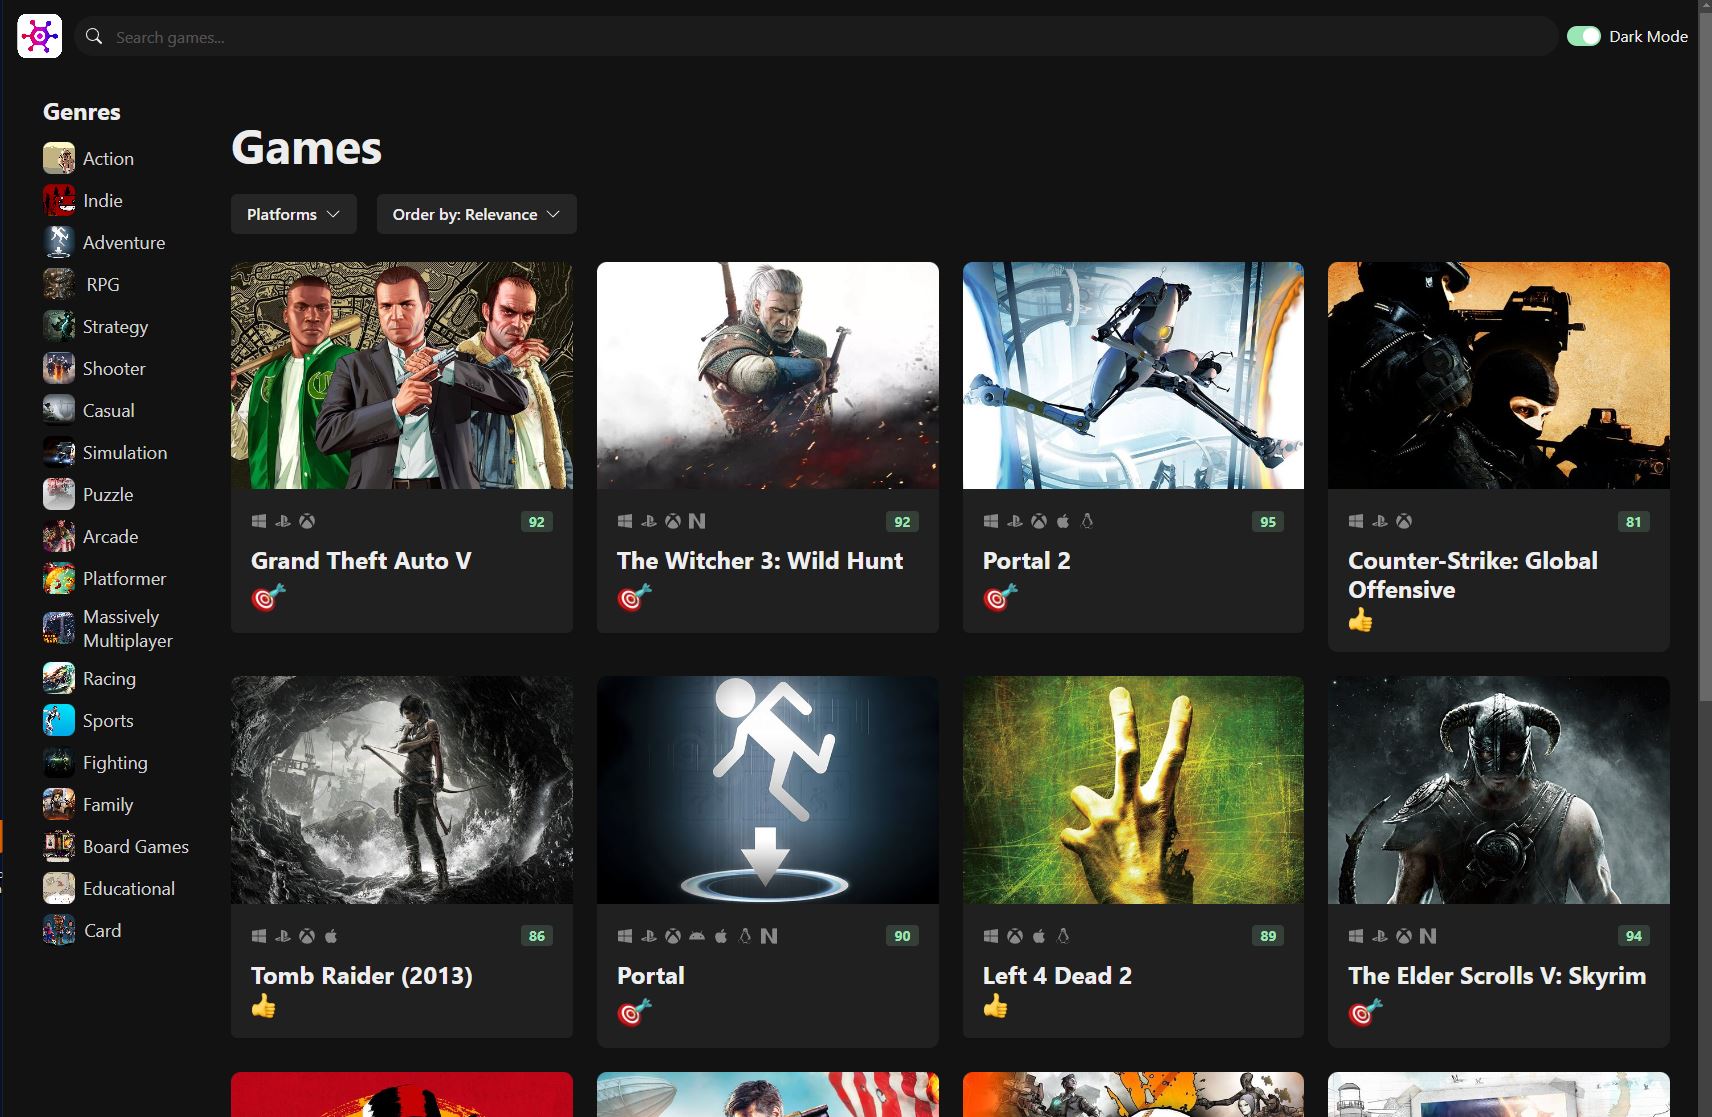 Search games...
Dark Mode
Genres
Action
Indie
Adventure
RPG
Strategy
Shooter
Casual
Simulation
Puzzle
Arcade
Platformer
Massively
Multiplayer
Racing
Sports
Fighting
Family
Board Games
Educational
Card
Games
Platforms
Order by: Relevance
92
Grand Theft Auto V
92
The Witcher 3: Wild Hunt
95
Portal 2
81
Counter-Strike: Global
Offensive
86
Tomb Raider (2013)
90
Portal
89
Left 4 Dead 2
94
The Elder Scrolls V: Skyrim